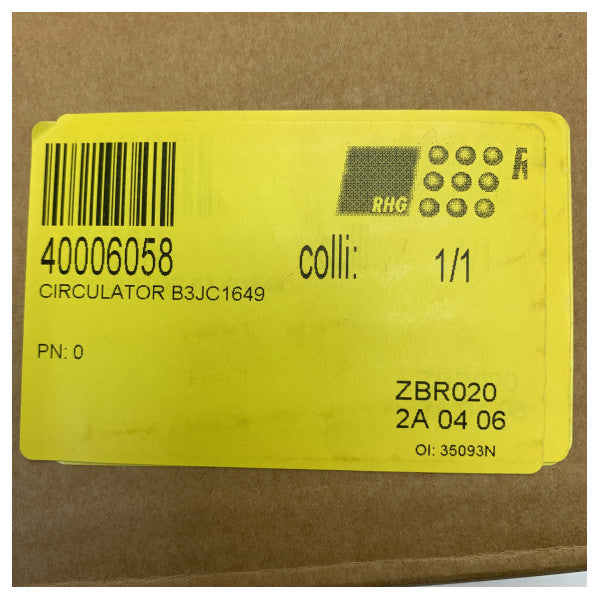 RHG
R
40006058
colli: 1/1
CIRCULATOR B3JC1649
PN: 0
ZBR020
2A 04 06
OI: 35093N